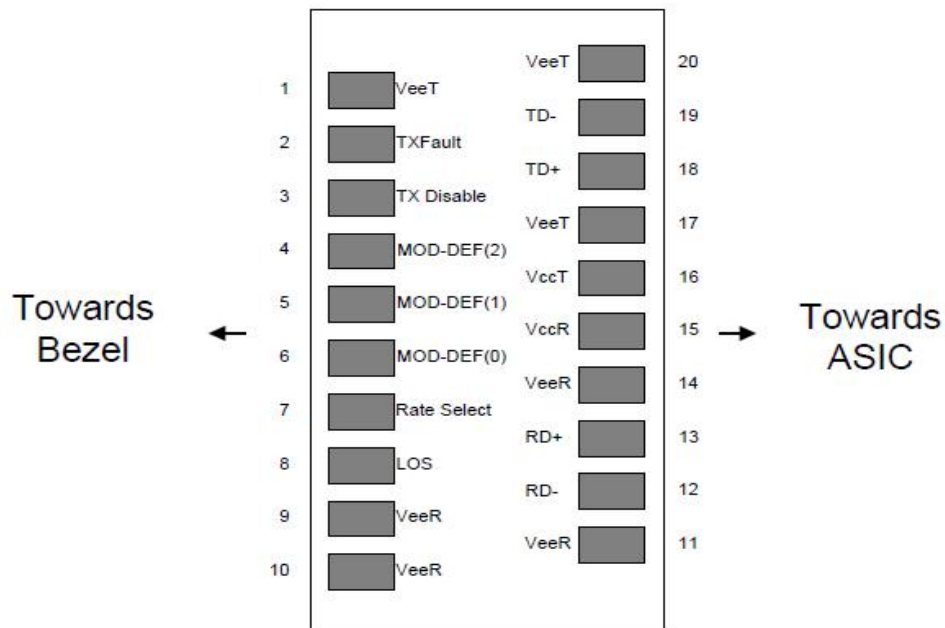 VeeT 20
1 VeeT
TD- 19
2 TXFault
TD+ 18
3 TX Disable
VeeT 17
4 MOD-DEF(2)
VccT 16
5 MOD-DEF(1)
Towards
Bezel
VccR 15
Towards
ASIC
6 MOD-DEF(0)
VeeR 14
7 Rate Select
RD+ 13
8 LOS
RD- 12
9 VeeR
VeeR 11
10 VeeR